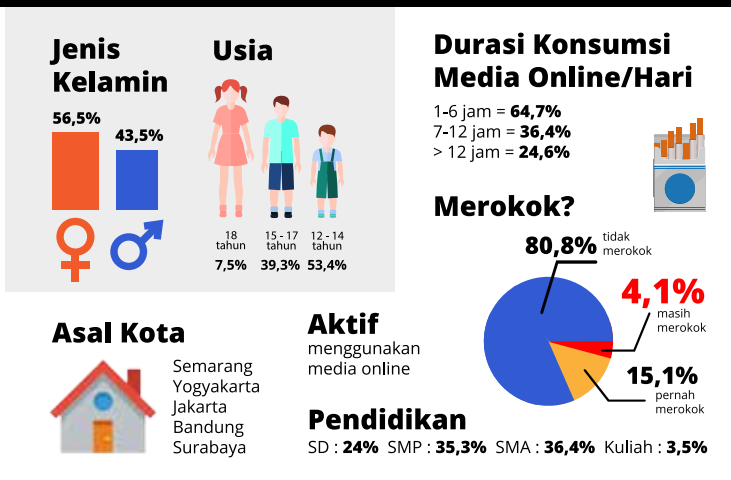 Jenis
Kelamin
56,5%
43,5%
Usia
18
tahun
7,5%
15 - 17
tahun
39,3%
12 - 14
tahun
53,4%
Durasi Konsumsi
Media Online/Hari
1-6 jam = 64,7%
7-12 jam = 36,4%
> 12 jam = 24,6%
Merokok?
80,8%
tidak
merokok
4,1%
masih
merokok
15,1%
pernah
merokok
Asal Kota
Semarang
Yogyakarta
Jakarta
Bandung
Surabaya
Aktif
menggunakan
media online
Pendidikan
SD : 24% SMP : 35,3% SMA : 36,4% Kuliah : 3,5%